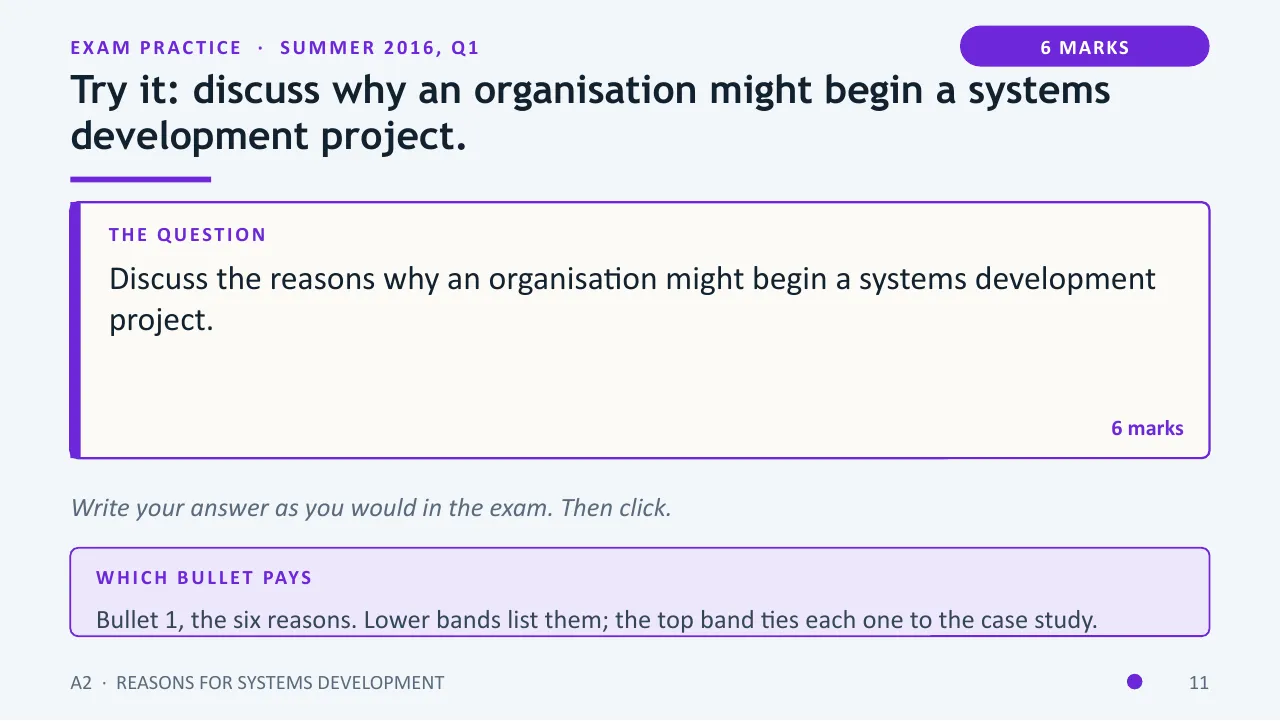 EXAM PRACTICE · SUMMER 2016, Q1
6 MARKS
Try it: discuss why an organisation might begin a systems
development project.
THE QUESTION
Discuss the reasons why an organisation might begin a systems development
project.
6 marks
Write your answer as you would in the exam. Then click.
WHICH BULLET PAYS
Bullet 1, the six reasons. Lower bands list them; the top band ties each one to the case study.
A2 · REASONS FOR SYSTEMS DEVELOPMENT
11